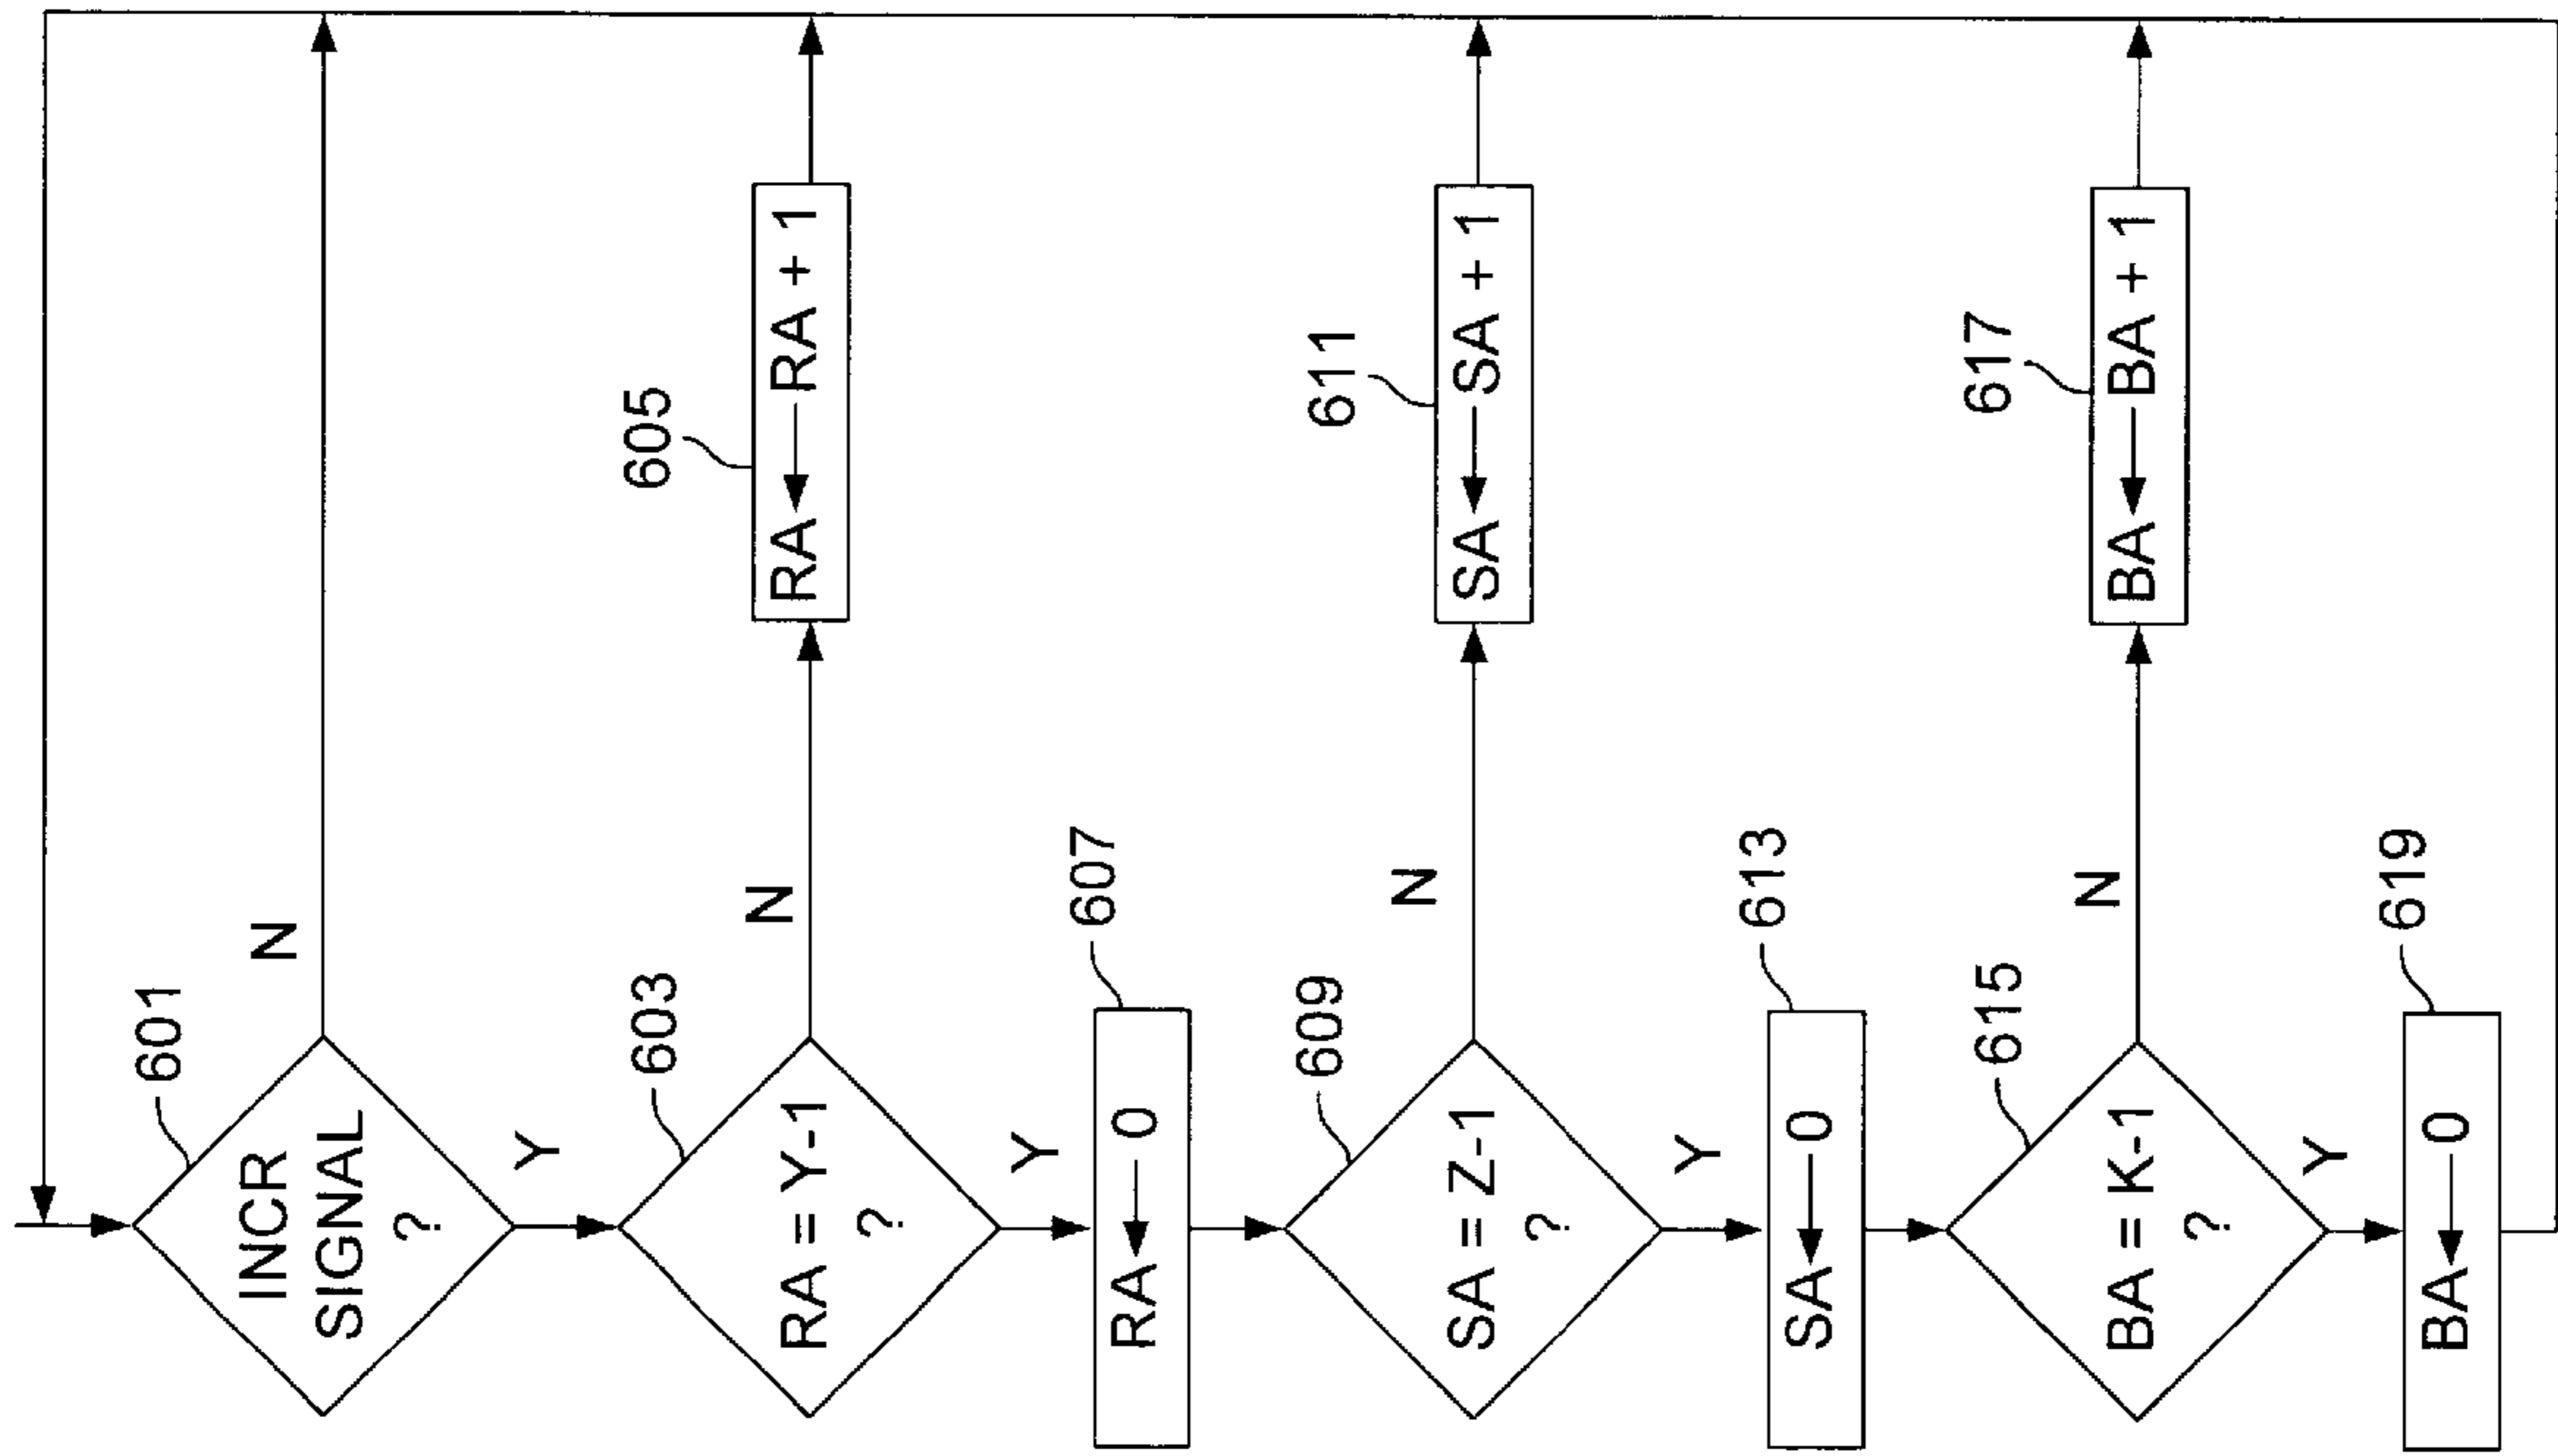 601
INCR
SIGNAL
?
N
Y
603
RA = Y-1
?
N
605
RA ← RA + 1
Y
607
RA ← 0
609
SA = Z-1
?
N
611
SA ← SA + 1
Y
613
SA ← 0
615
BA = K-1
?
N
617
BA ← BA + 1
Y
619
BA ← 0